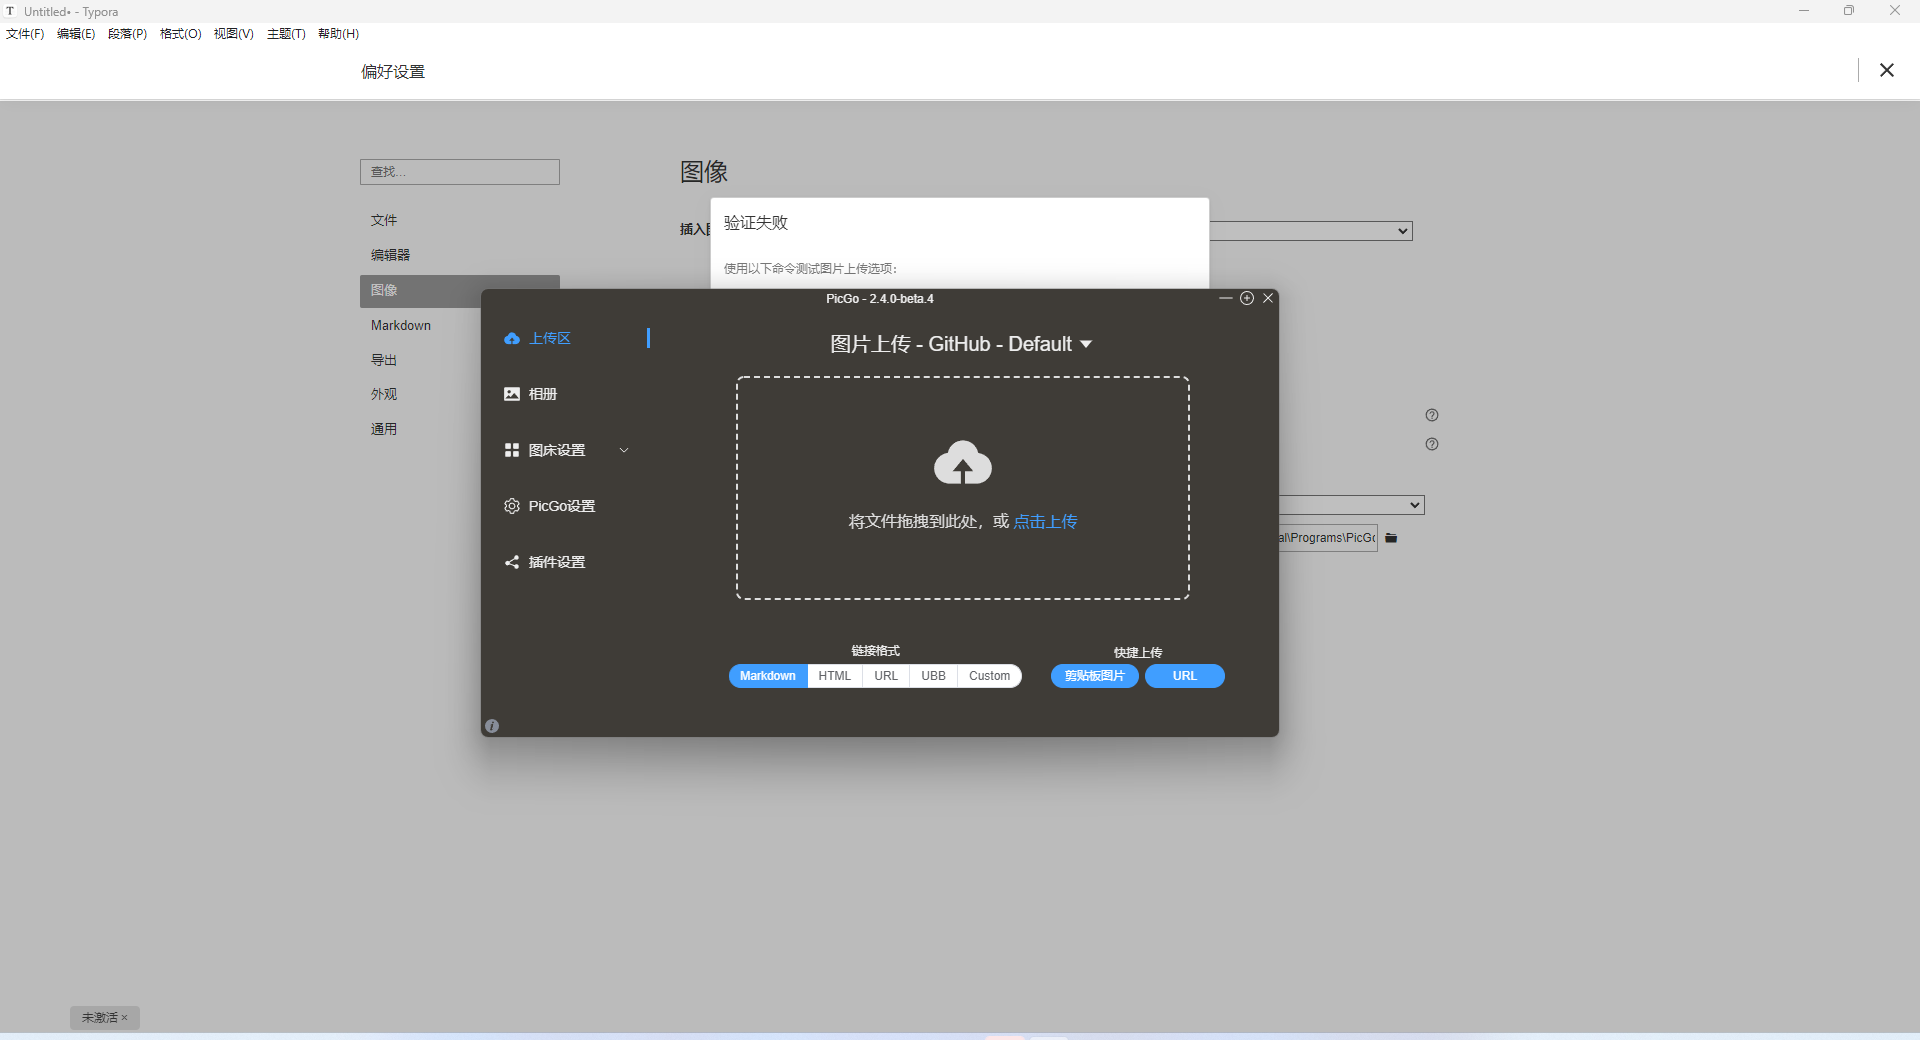 Untitled• - Typora
文件(F) 编辑(E) 段落(P) 格式(O) 视图(V) 主题(T) 帮助(H)
偏好设置
查找...
文件
编辑器
图像
Markdown
导出
外观
通用
图像
插入
验证失败
使用以下命令测试图片上传选项:
PicGo - 2.4.0-beta.4
上传区
相册
图床设置
PicGo设置
插件设置
图片上传 - GitHub - Default
将文件拖拽到此处，或 点击上传
链接格式
Markdown HTML URL UBB Custom
快捷上传
剪贴板图片 URL
al\Programs\PicG
未激活 ×